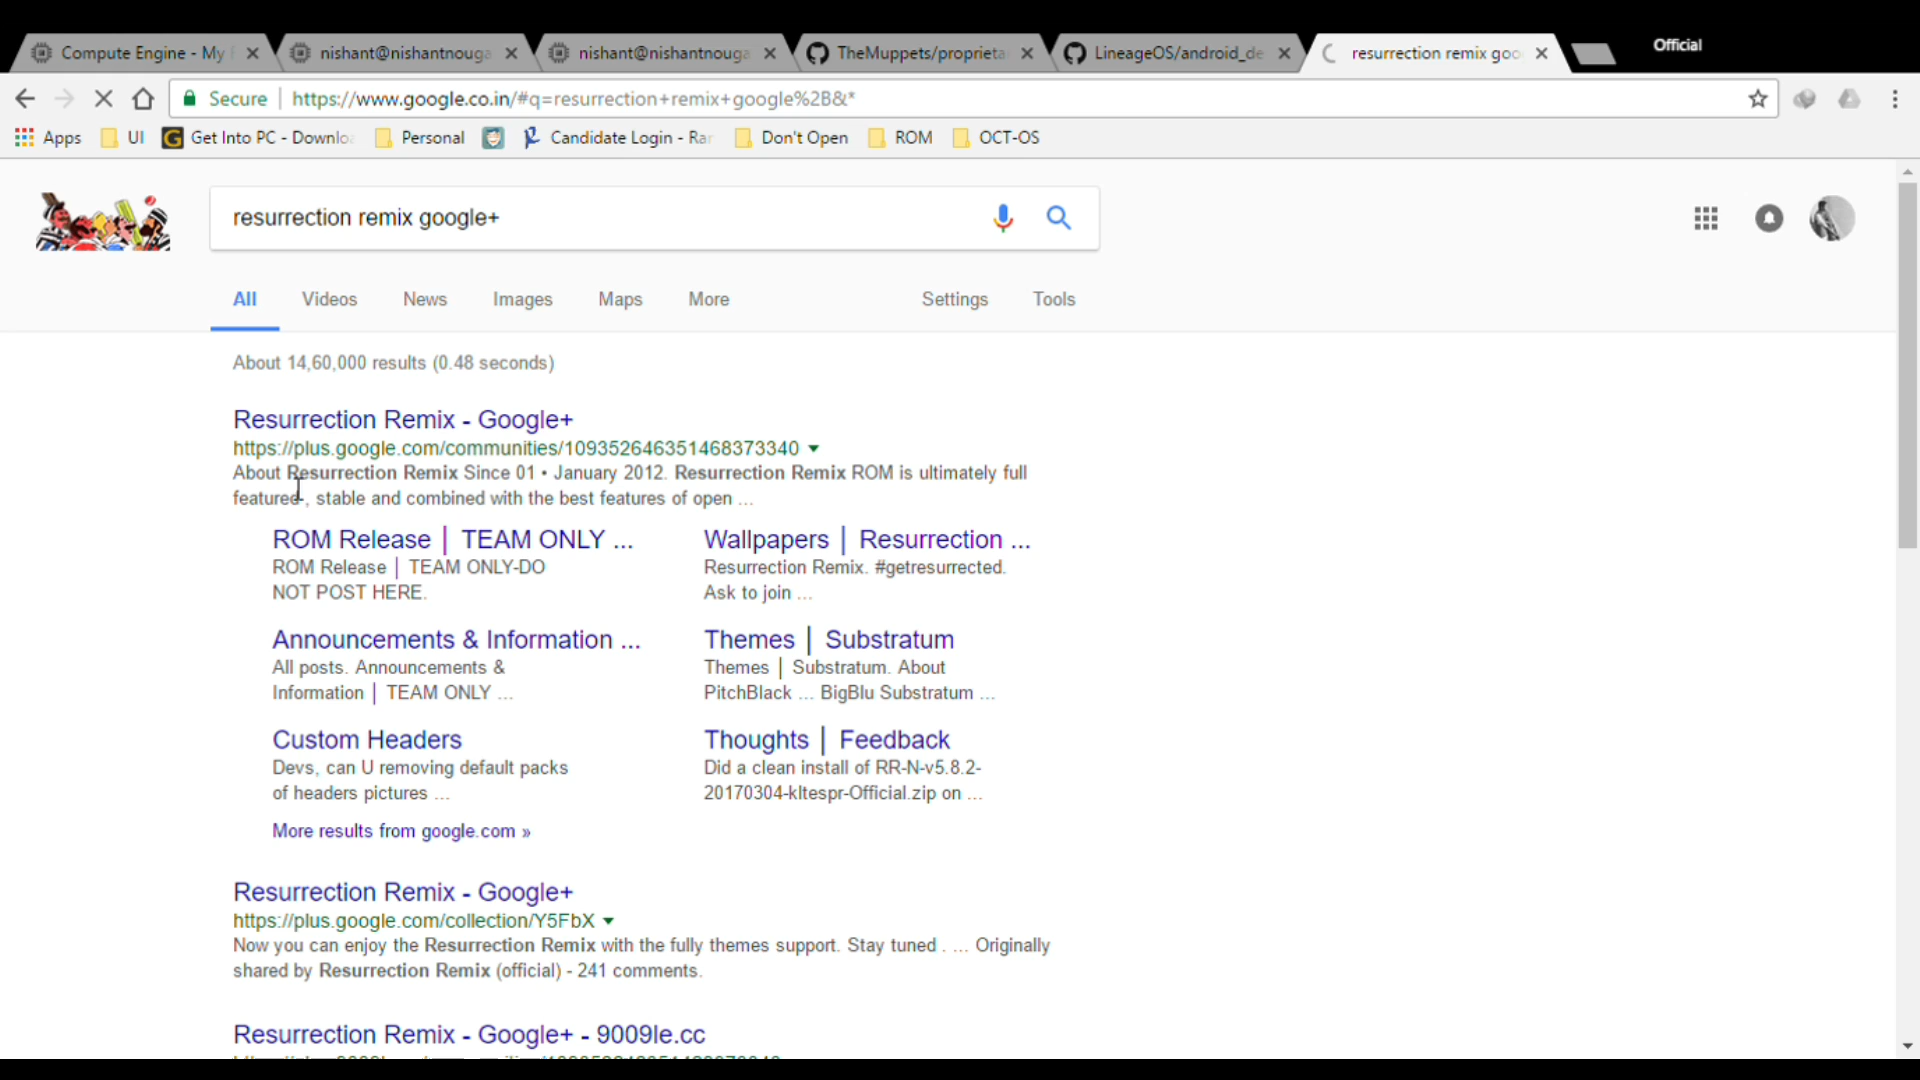 Official
Compute Engine - My
nishant@nishantnouga
nishant@nishantnouga
TheMuppets/proprieta
LineageOS/android_de
resurrection remix goo
Secure https://www.google.co.in/#q=resurrection+remix+google%2B&*
Apps UI Get Into PC - Downlo Personal Candidate Login - Ra Don't Open ROM OCT-OS
resurrection remix google+
All Videos News Images Maps More Settings Tools
About 14,60,000 results (0.48 seconds)
Resurrection Remix - Google+
https://plus.google.com/communities/109352646351468373340
About Resurrection Remix Since 01 • January 2012. Resurrection Remix ROM is ultimately full
featured, stable and combined with the best features of open ...
ROM Release | TEAM ONLY ...
ROM Release | TEAM ONLY-DO
NOT POST HERE.
Wallpapers | Resurrection ...
Resurrection Remix. #getresurrected.
Ask to join ...
Announcements & Information ...
All posts. Announcements &
Information | TEAM ONLY ...
Themes | Substratum
Themes | Substratum. About
PitchBlack ... BigBlu Substratum ...
Custom Headers
Devs, can U removing default packs
of headers pictures ...
Thoughts | Feedback
Did a clean install of RR-N-v5.8.2-
20170304-kltespr-Official.zip on ...
More results from google.com »
Resurrection Remix - Google+
https://plus.google.com/collection/Y5FbX
Now you can enjoy the Resurrection Remix with the fully themes support. Stay tuned . ... Originally
shared by Resurrection Remix (official) - 241 comments.
Resurrection Remix - Google+ - 9009le.cc